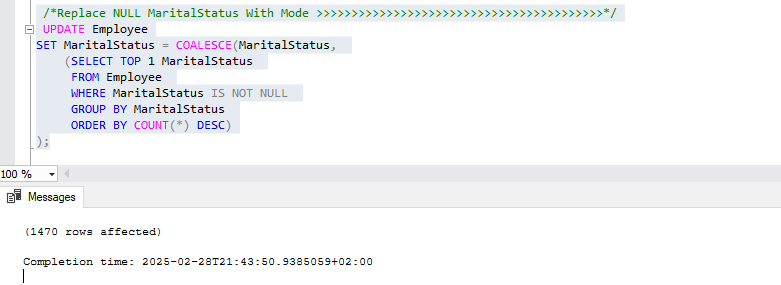 /*Replace NULL MaritalStatus With Mode >>>>>>>>>>>>>>>>>>>>>>>>>>>>>>>>>>>>>>>>>*/
UPDATE Employee
SET MaritalStatus = COALESCE(MaritalStatus,
(SELECT TOP 1 MaritalStatus
FROM Employee
WHERE MaritalStatus IS NOT NULL
GROUP BY MaritalStatus
ORDER BY COUNT(*) DESC)
);
100 %
Messages
(1470 rows affected)
Completion time: 2025-02-28T21:43:50.9385059+02:00